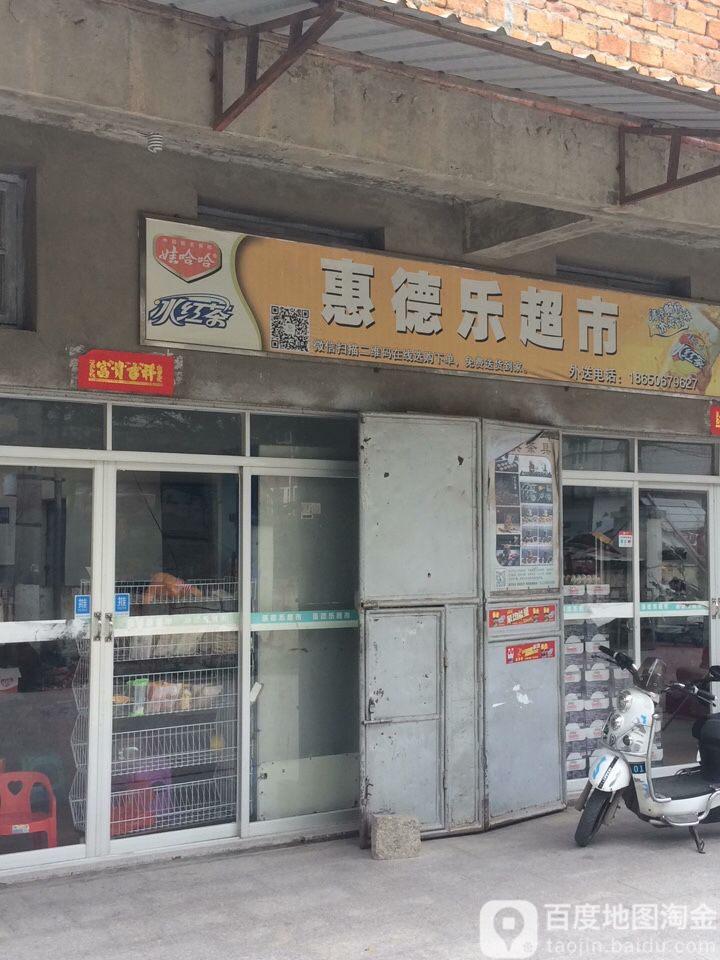 娃哈哈
冰红茶
惠德乐超市
微信扫描二维码在线选购下单，免费送货到家。
外送电话：18650679627
富贵吉祥
惠德乐超市 惠德乐超市
01
百度地图淘金
taojin.baidu.com